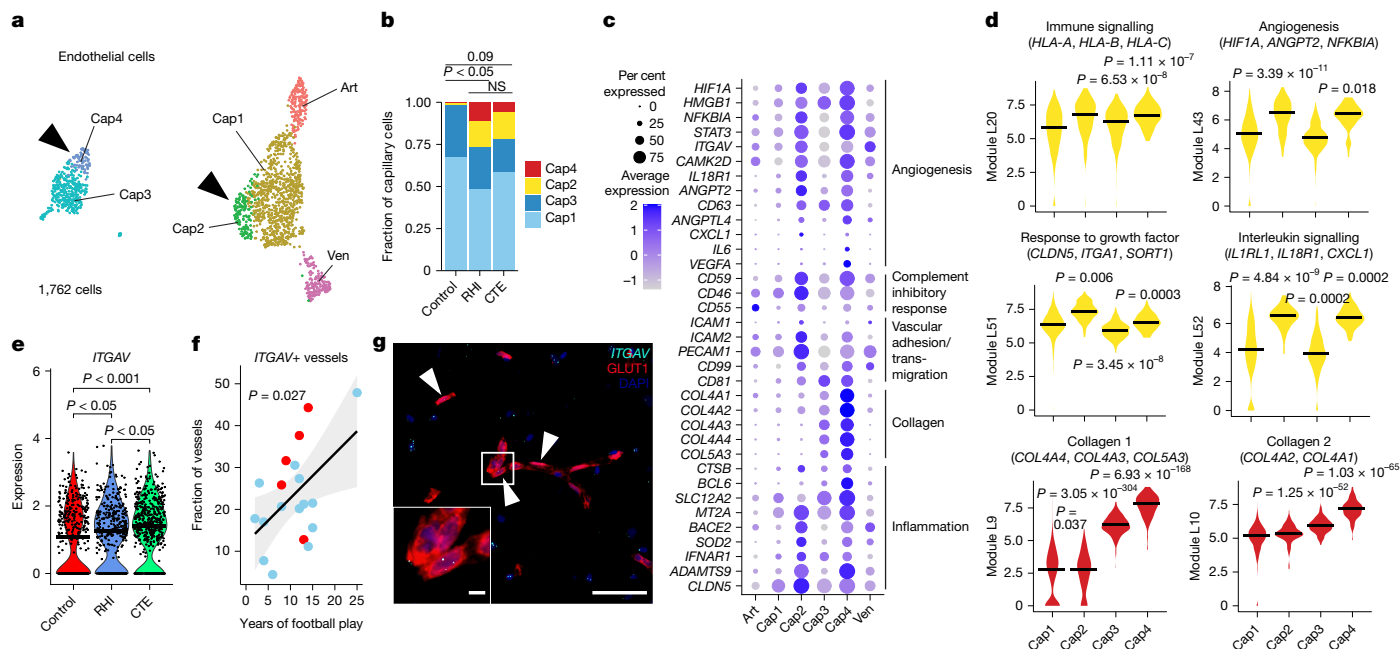 a
Endothelial cells
Cap4
Cap3
Cap1
Art
Cap2
Ven
1,762 cells
b
0.09
P < 0.05
NS
Fraction of capillary cells
1.00
0.75
0.50
0.25
0
Control
RHI
CTE
Cap4
Cap2
Cap3
Cap1
c
Per cent
expressed
0
25
50
75
Average
expression
2
1
0
−1
HIF1A
HMGB1
NFKBIA
STAT3
ITGAV
CAMK2D
IL18R1
ANGPT2
CD63
ANGPTL4
CXCL1
IL6
VEGFA
CD59
CD46
CD55
ICAM1
ICAM2
PECAM1
CD99
CD81
COL4A1
COL4A2
COL4A3
COL4A4
COL5A3
CTSB
BCL6
SLC12A2
MT2A
BACE2
SOD2
IFNAR1
ADAMTS9
CLDN5
Art
Cap1
Cap2
Cap3
Cap4
Ven
Angiogenesis
Complement
inhibitory
response
Vascular
adhesion/
trans-
migration
Collagen
Inflammation
d
Immune signalling
(HLA-A, HLA-B, HLA-C)
P = 1.11 × 10⁻⁷
P = 6.53 × 10⁻⁸
Module L20
7.5
5.0
2.5
0
Angiogenesis
(HIF1A, ANGPT2, NFKBIA)
P = 3.39 × 10⁻¹¹
P = 0.018
Module L43
7.5
5.0
2.5
0
Response to growth factor
(CLDN5, ITGA1, SORT1)
P = 0.006
P = 0.0003
P = 3.45 × 10⁻⁸
Module L51
7.5
5.0
2.5
0
Interleukin signalling
(IL1RL1, IL18R1, CXCL1)
P = 4.84 × 10⁻⁹
P = 0.0002
P = 0.0002
Module L52
6
4
2
0
Collagen 1
(COL4A4, COL4A3, COL5A3)
P = 6.93 × 10⁻¹⁶⁸
P = 3.05 × 10⁻³⁰⁴
P =
0.037
Module L9
7.5
5.0
2.5
0
Cap1
Cap2
Cap3
Cap4
Collagen 2
(COL4A2, COL4A1)
P = 1.03 × 10⁻⁶⁵
P = 1.25 × 10⁻⁵²
Module L10
7.5
5.0
2.5
0
Cap1
Cap2
Cap3
Cap4
e
ITGAV
P < 0.001
P < 0.05
P < 0.05
Expression
6
4
2
0
Control
RHI
CTE
f
ITGAV+ vessels
P = 0.027
Fraction of vessels
50
40
30
20
10
0
5
10
15
20
25
Years of football play
g
ITGAV
GLUT1
DAPI